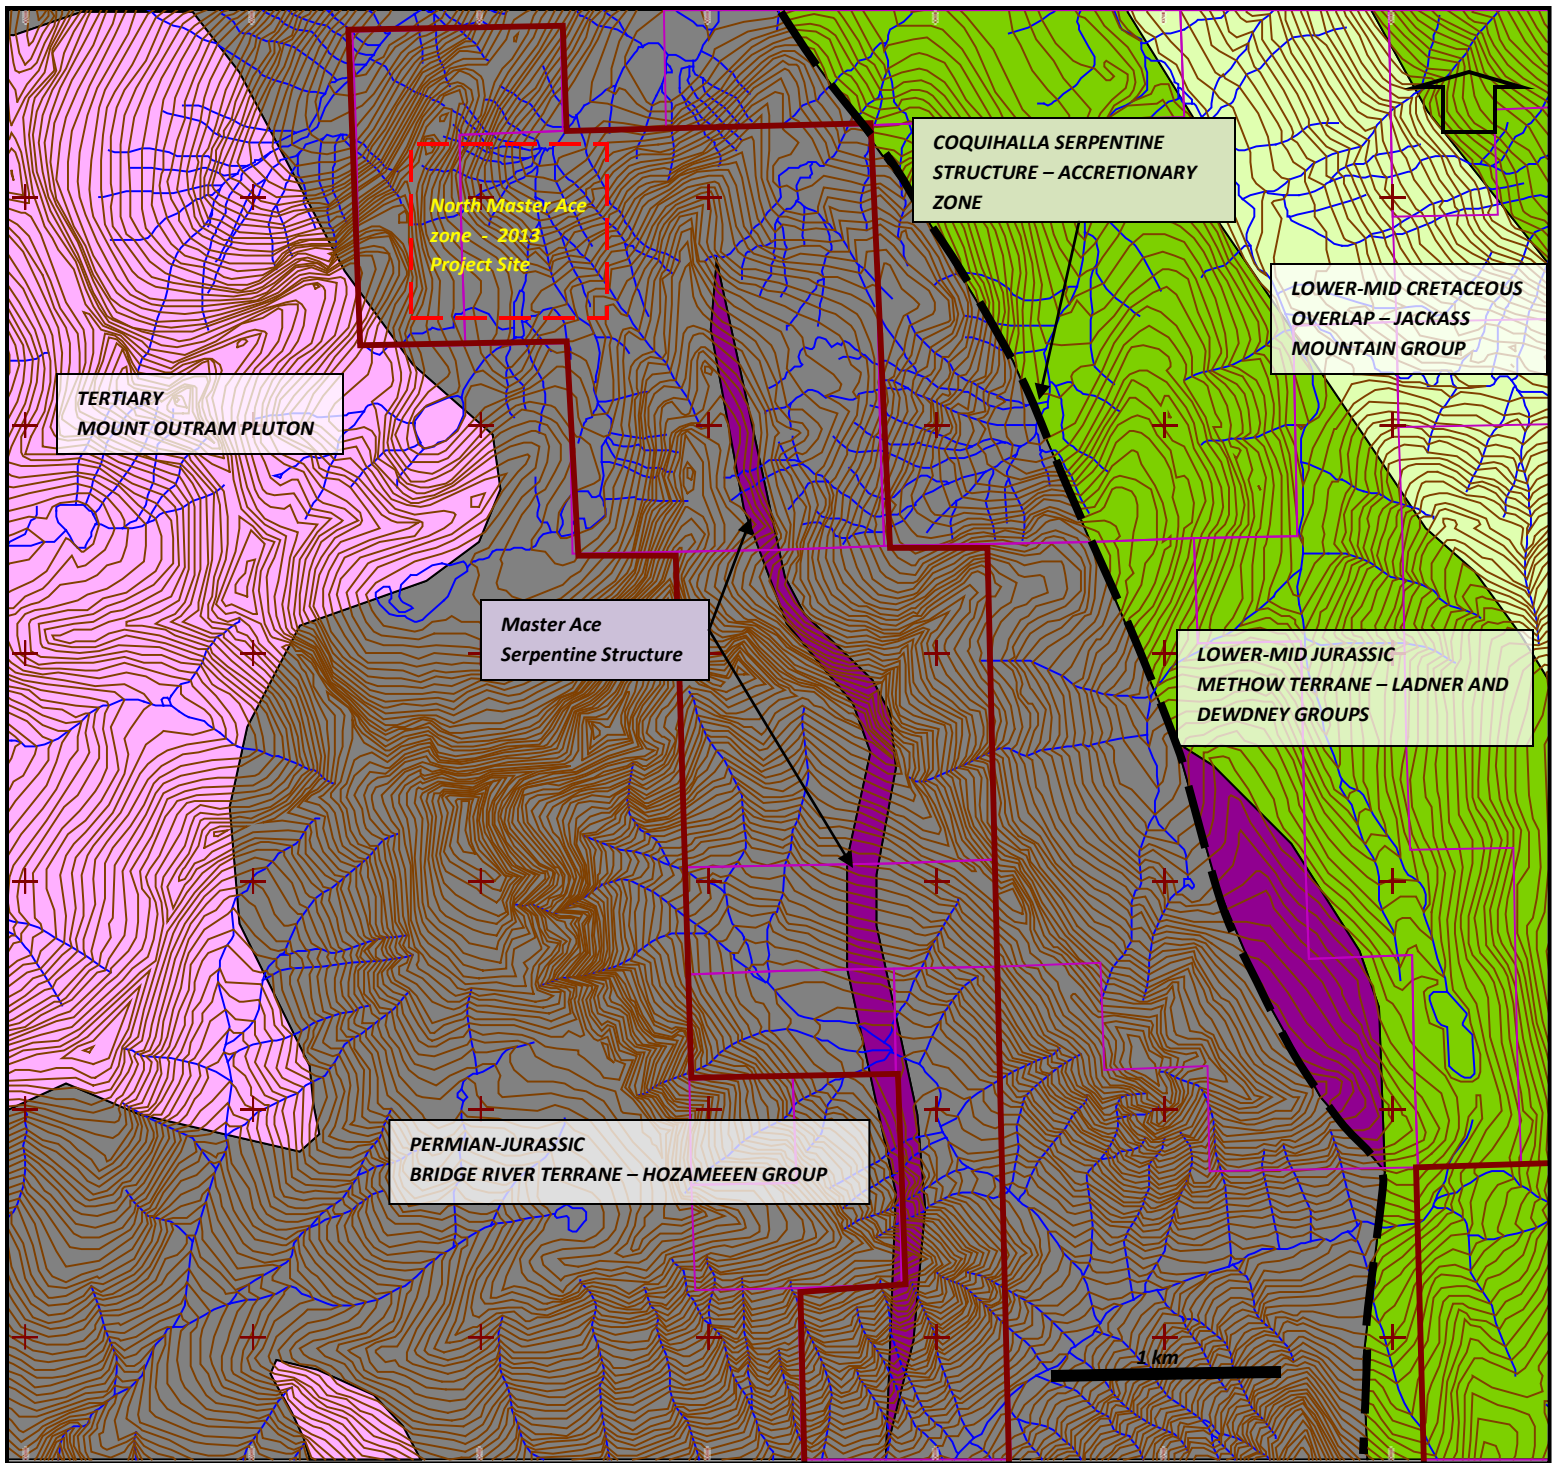 COQUIHALLA SERPENTINE
STRUCTURE – ACCRETIONARY
ZONE
North Master Ace
zone - 2013
Project Site
LOWER-MID CRETACEOUS
OVERLAP – JACKASS
MOUNTAIN GROUP
TERTIARY
MOUNT OUTRAM PLUTON
Master Ace
Serpentine Structure
LOWER-MID JURASSIC
METHOW TERRANE – LADNER AND
DEWDNEY GROUPS
PERMIAN-JURASSIC
BRIDGE RIVER TERRANE – HOZAMEEEN GROUP
1 km